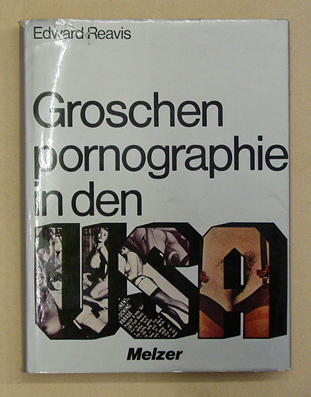 Edward Reavis
Groschen
pornographie
in den
USA
Melzer